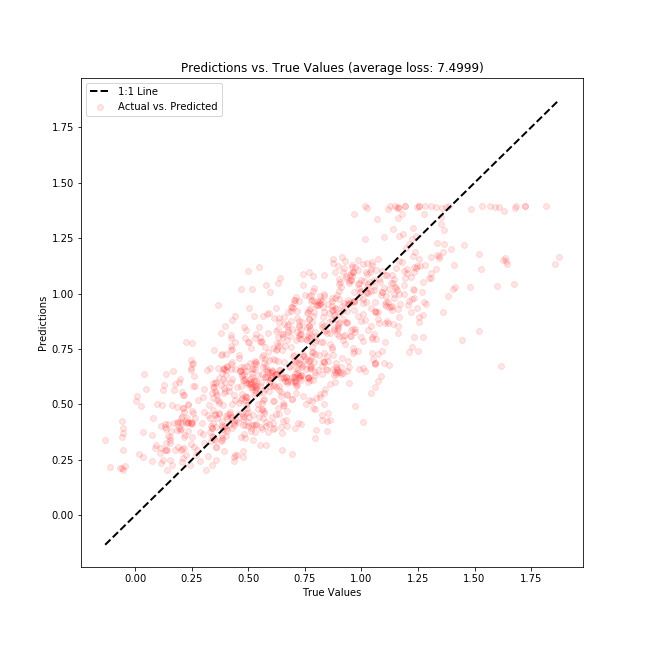 Predictions vs. True Values (average loss: 7.4999)
1:1 Line
Actual vs. Predicted
1.75
1.50
1.25
1.00
0.75
0.50
0.25
0.00
Predictions
0.00 0.25 0.50 0.75 1.00 1.25 1.50 1.75
True Values